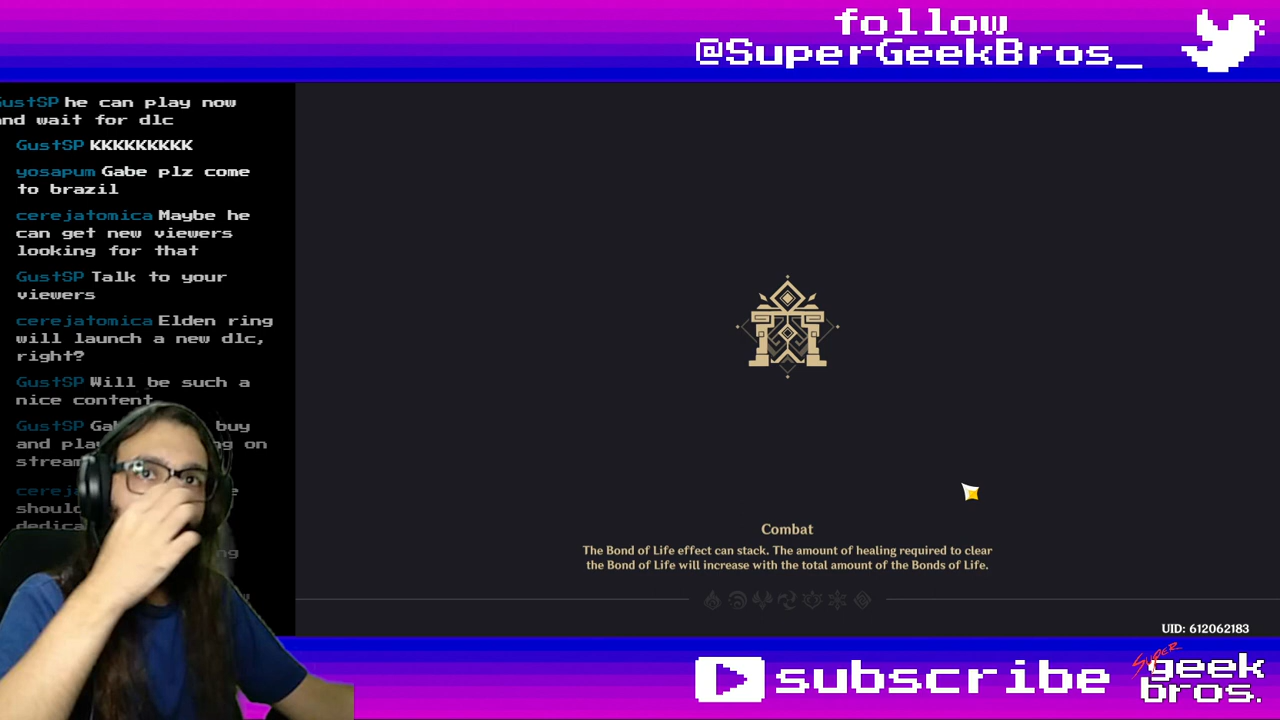 follow
@SuperGeekBros_
GustSP he can play now
and wait for dlc
GustSP KKKKKKKKK
yosapum Gabe plz come
to brazil
cerejatomica Maybe he
can get new viewers
looking for that
GustSP Talk to your
viewers
cerejatomica Elden ring
will launch a new dlc,
right?
GustSP Will be such a
nice content
GustSP buy
and on
stream
Combat
The Bond of Life effect can stack. The amount of healing required to clear
the Bond of Life will increase with the total amount of the Bonds of Life.
UID: 612062183
subscribe
SUPER
geek
bros.